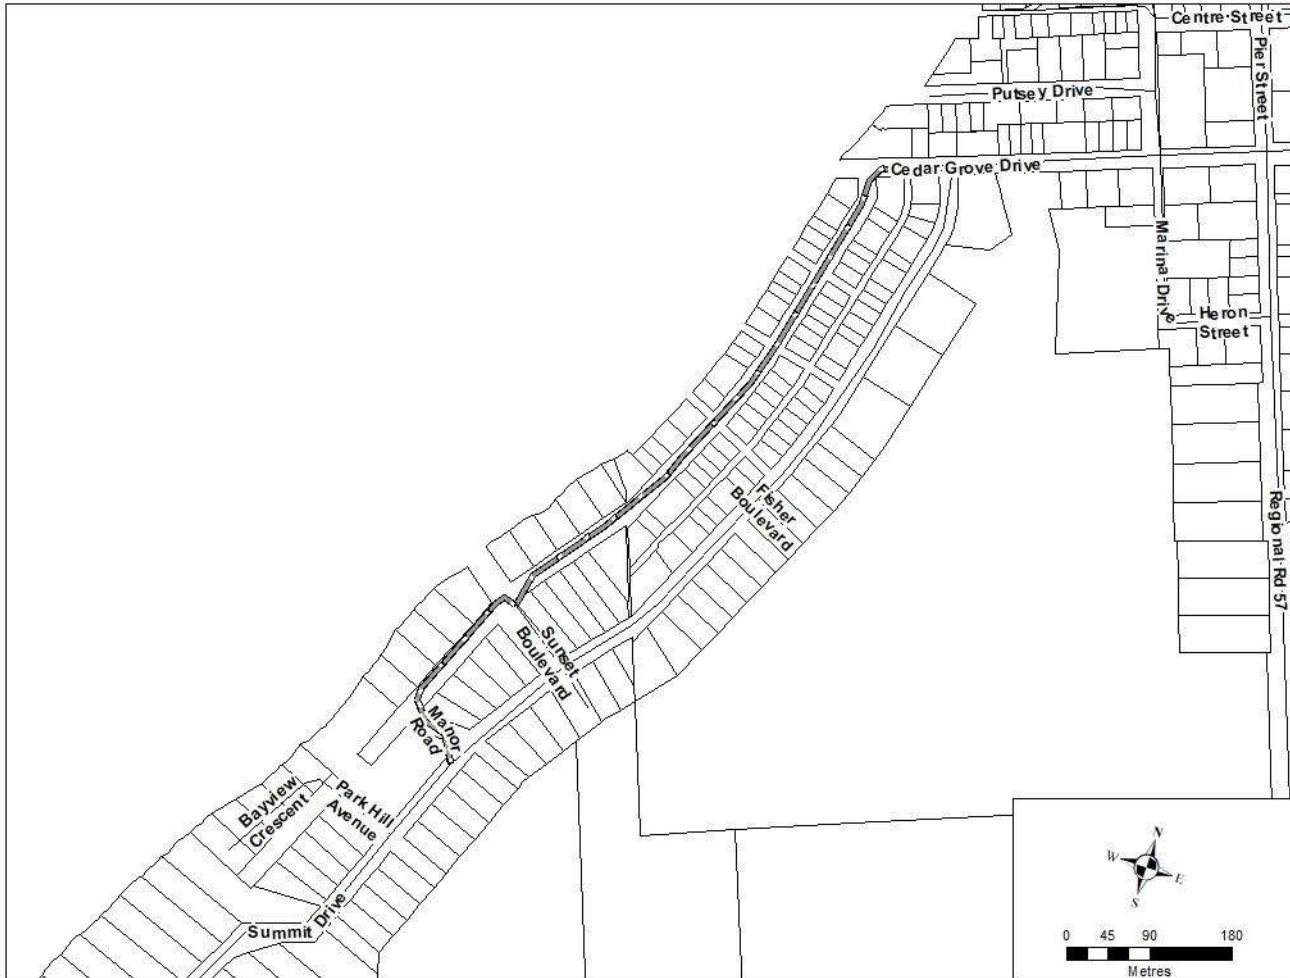 Centre Street
Pier Street
Putsey Drive
Cedar Grove Drive
Marina Drive
Heron
Street
Fisher
Boulevard
Regional Rd 57
Sunset
Boulevard
Manor
Road
Park Hill
Avenue
Bayview
Crescent
Summit Drive
N
W
E
S
0 45 90 180
Metres